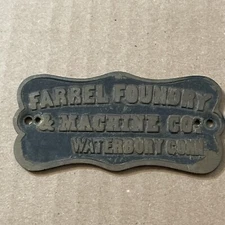 FARREL FOUNDRY
& MACHINE CO.
WATERBURY CONN